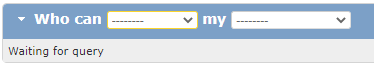 Who can -------- my --------
Waiting for query